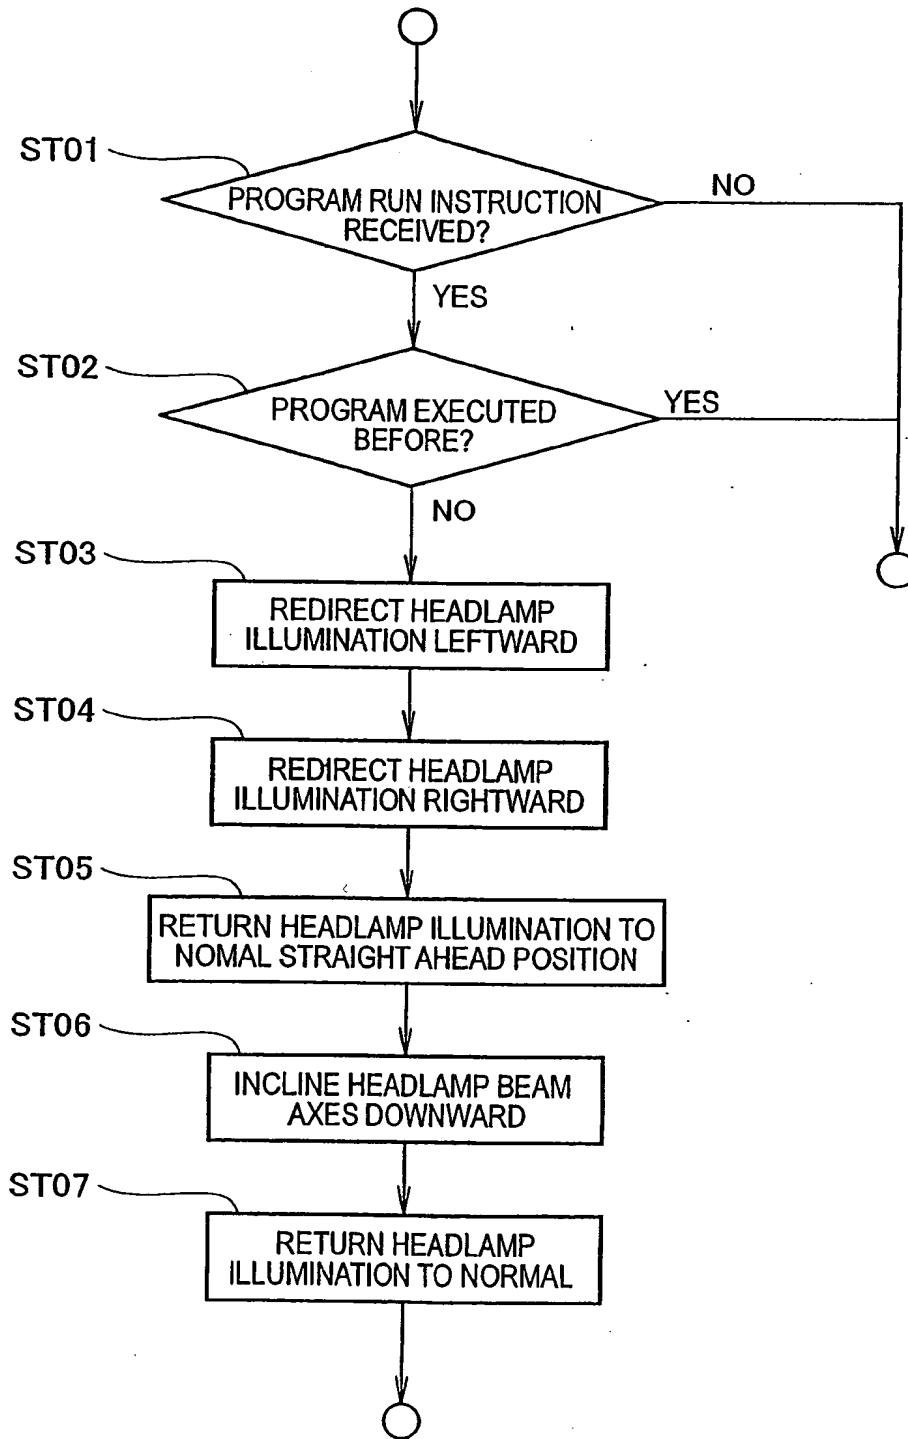 ST01
PROGRAM RUN INSTRUCTION
RECEIVED?
NO
YES
ST02
PROGRAM EXECUTED
BEFORE?
YES
NO
ST03
REDIRECT HEADLAMP
ILLUMINATION LEFTWARD
ST04
REDIRECT HEADLAMP
ILLUMINATION RIGHTWARD
ST05
RETURN HEADLAMP ILLUMINATION TO
NOMAL STRAIGHT AHEAD POSITION
ST06
INCLINE HEADLAMP BEAM
AXES DOWNWARD
ST07
RETURN HEADLAMP
ILLUMINATION TO NORMAL